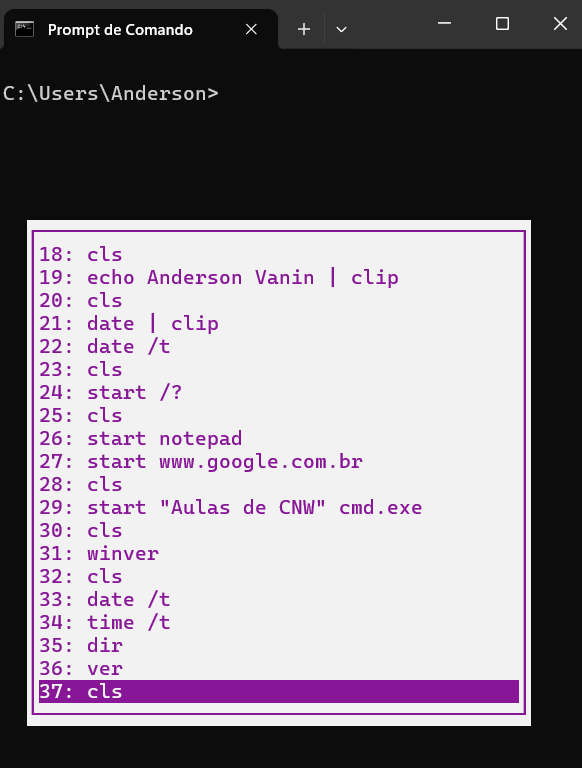 Prompt de Comando
C:\Users\Anderson>
18: cls
19: echo Anderson Vanin | clip
20: cls
21: date | clip
22: date /t
23: cls
24: start /?
25: cls
26: start notepad
27: start www.google.com.br
28: cls
29: start "Aulas de CNW" cmd.exe
30: cls
31: winver
32: cls
33: date /t
34: time /t
35: dir
36: ver
37: cls